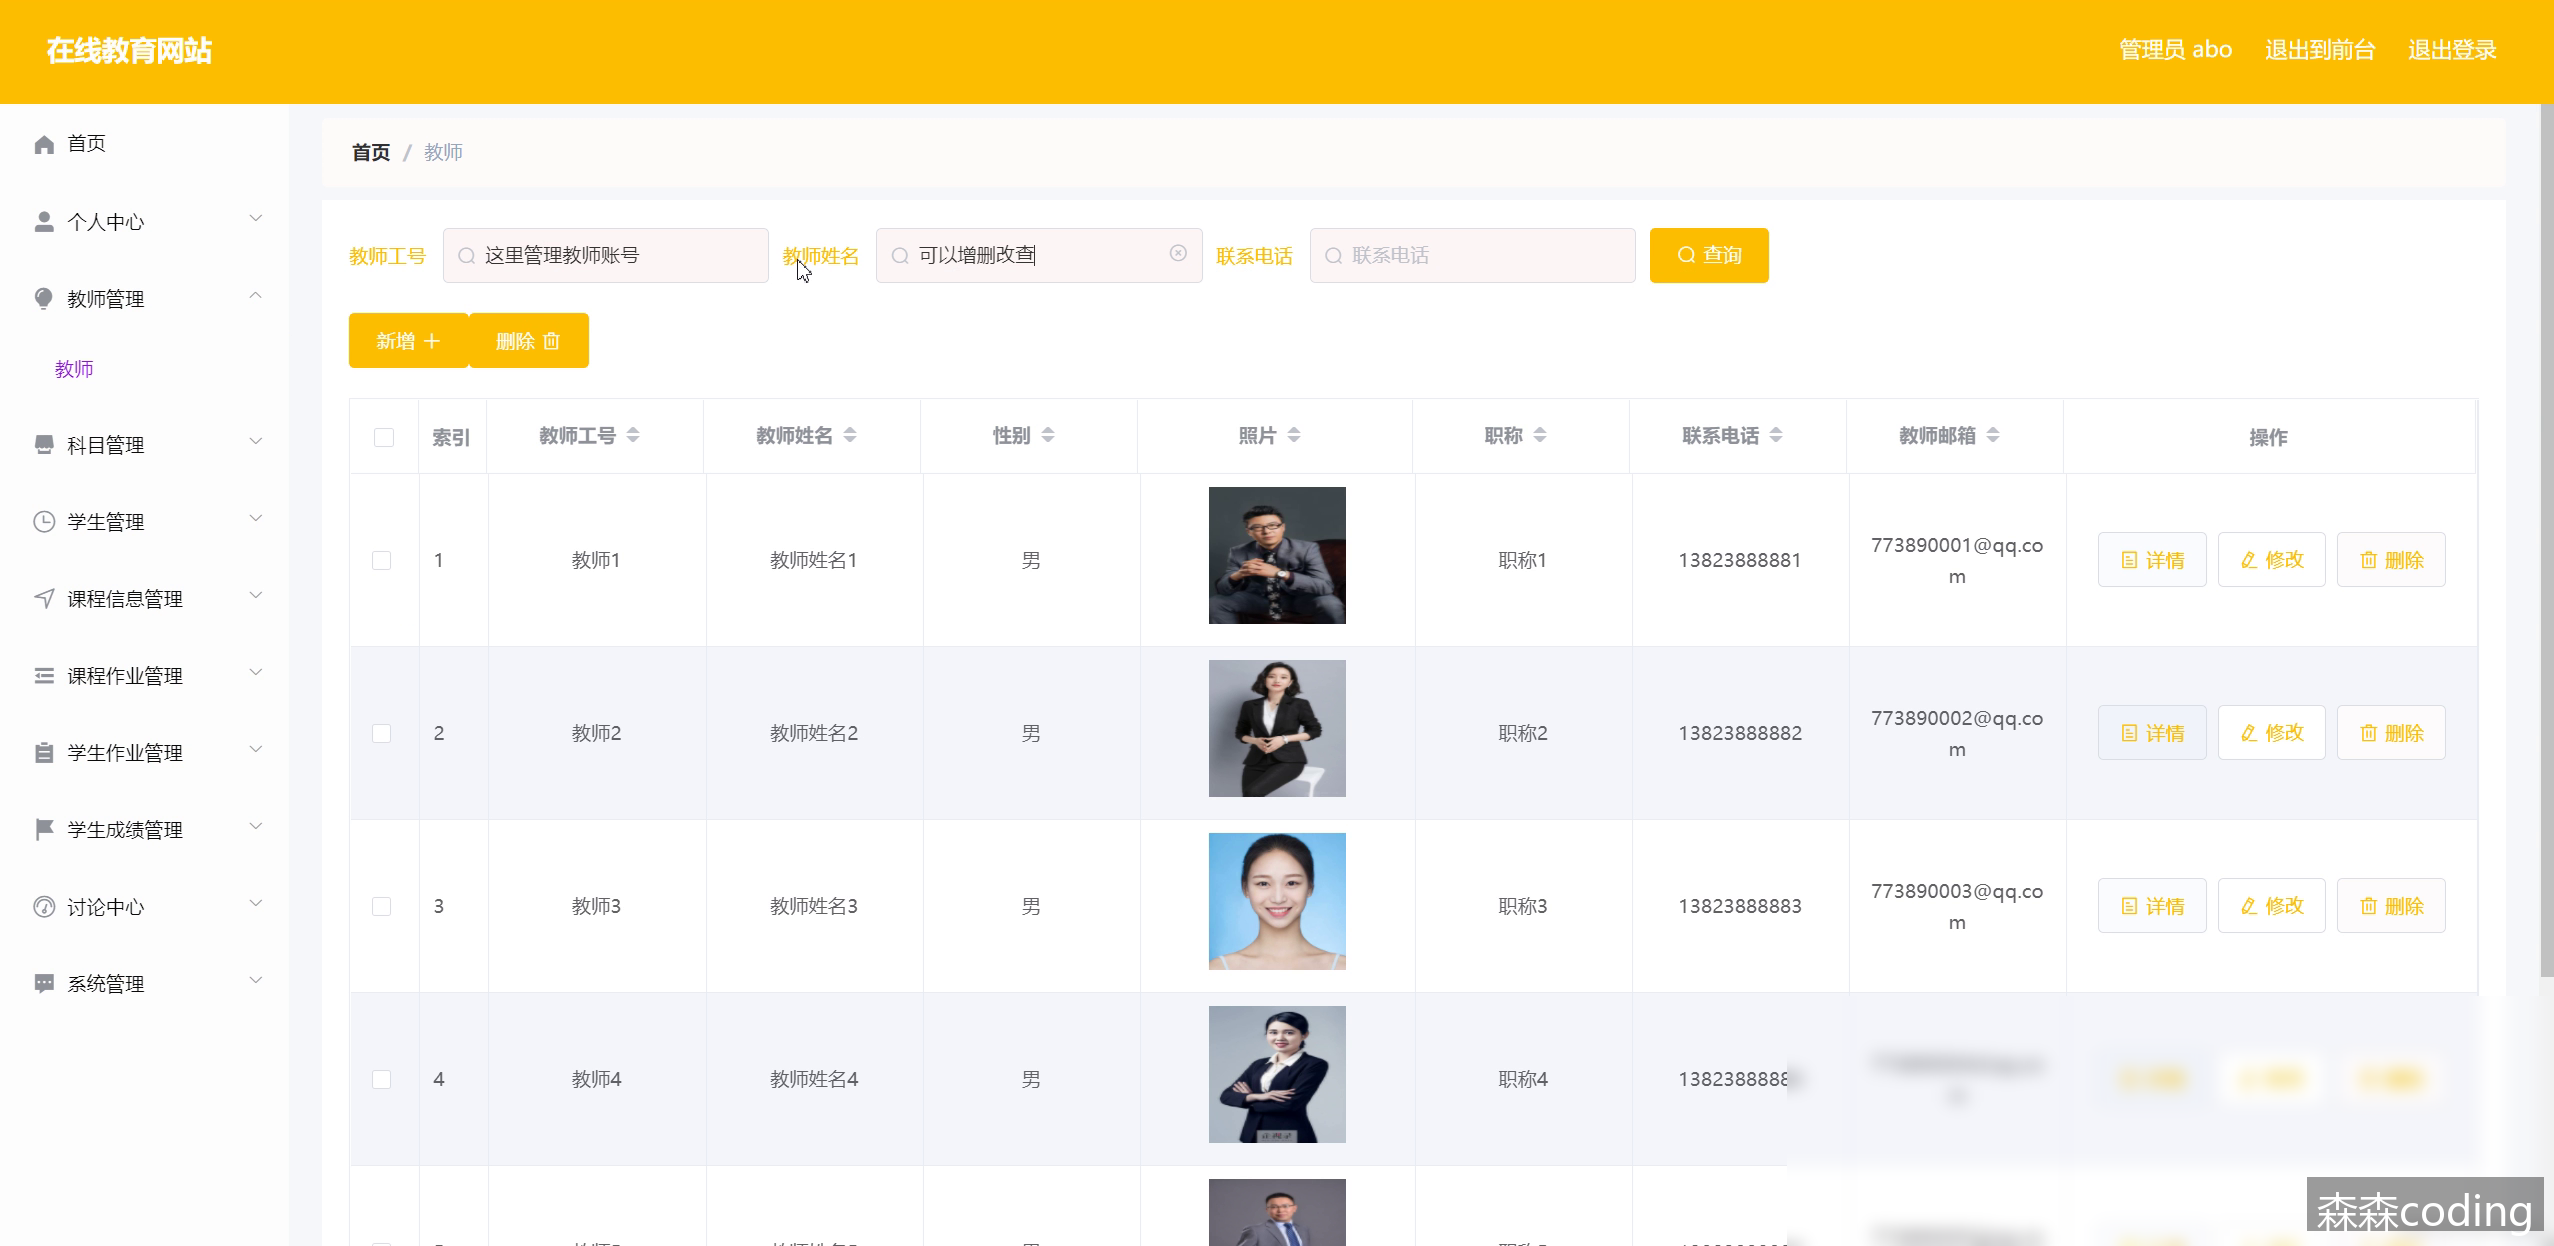 在线教育网站
管理员 abo 退出到前台 退出登录
首页
个人中心
教师管理
教师
科目管理
学生管理
课程信息管理
课程作业管理
学生作业管理
学生成绩管理
讨论中心
系统管理
首页 / 教师
教师工号 这里管理教师账号 教师姓名 可以增删改查 联系电话 联系电话 查询
新增 删除
索引 教师工号 教师姓名 性别 照片 职称 联系电话 教师邮箱 操作
1 教师1 教师姓名1 男 职称1 13823888881 773890001@qq.co
m
详情 修改 删除
2 教师2 教师姓名2 男 职称2 13823888882 773890002@qq.co
m
详情 修改 删除
3 教师3 教师姓名3 男 职称3 13823888883 773890003@qq.co
m
详情 修改 删除
4 教师4 教师姓名4 男 职称4 1382388888
森森coding